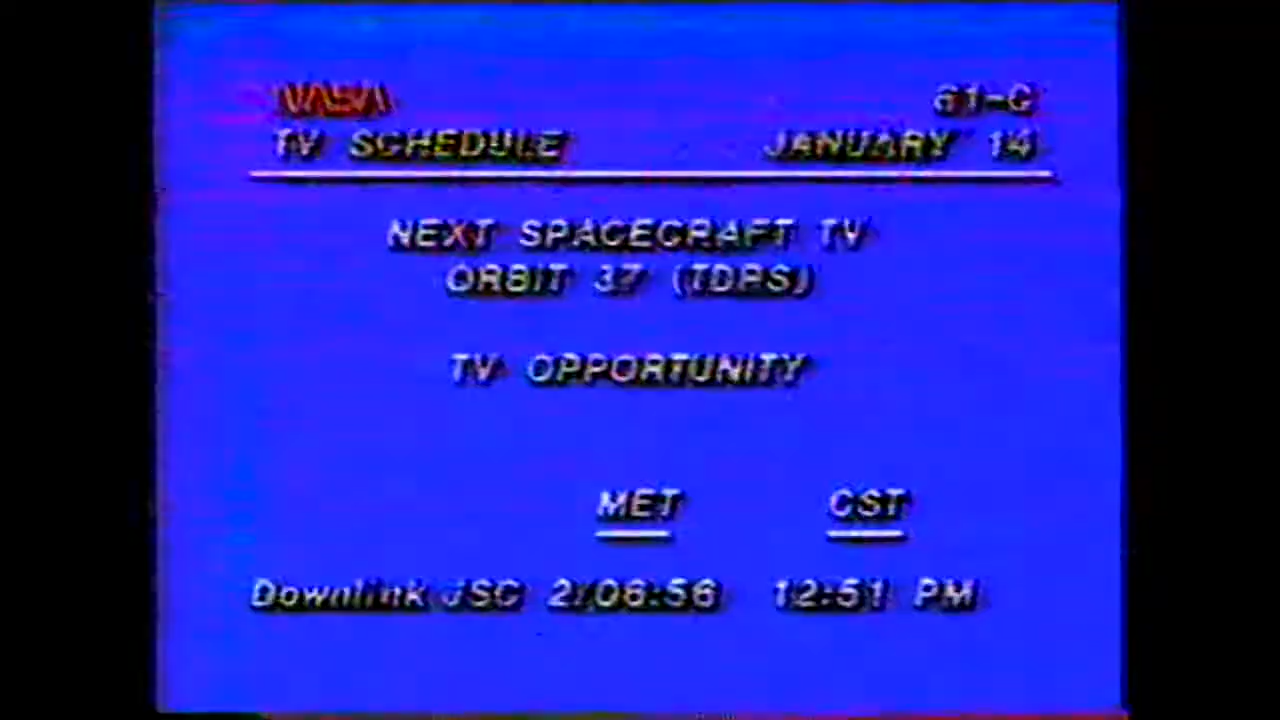 NASA 61-C
TV SCHEDULE JANUARY 14
NEXT SPACECRAFT TV
ORBIT 37 (TDRS)
TV OPPORTUNITY
MET CST
Downlink JSC 2/06:56 12:51 PM